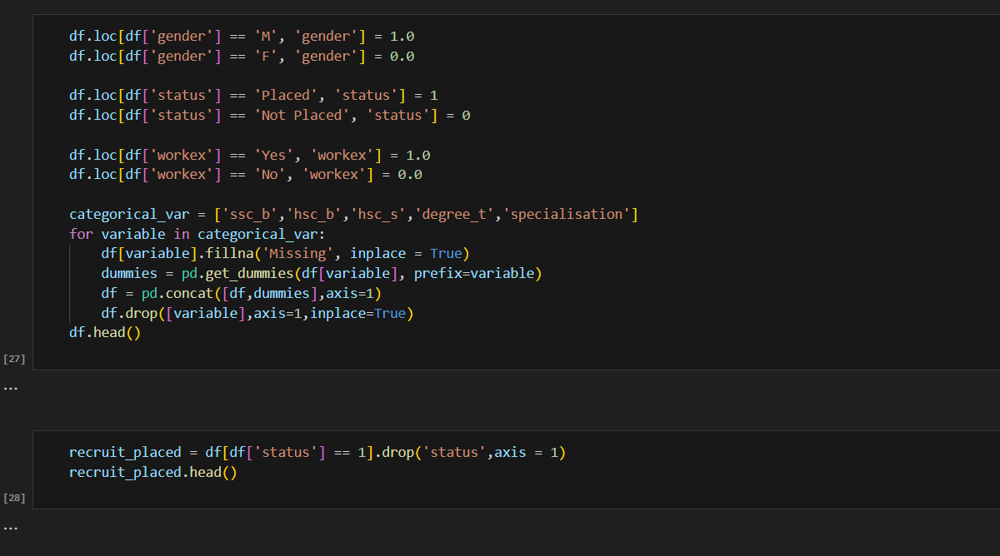 df.loc[df['gender'] == 'M', 'gender'] = 1.0
df.loc[df['gender'] == 'F', 'gender'] = 0.0

df.loc[df['status'] == 'Placed', 'status'] = 1
df.loc[df['status'] == 'Not Placed', 'status'] = 0

df.loc[df['workex'] == 'Yes', 'workex'] = 1.0
df.loc[df['workex'] == 'No', 'workex'] = 0.0

categorical_var = ['ssc_b','hsc_b','hsc_s','degree_t','specialisation']
for variable in categorical_var:
    df[variable].fillna('Missing', inplace = True)
    dummies = pd.get_dummies(df[variable], prefix=variable)
    df = pd.concat([df,dummies],axis=1)
    df.drop([variable],axis=1,inplace=True)
df.head()
[27]
...
recruit_placed = df[df['status'] == 1].drop('status',axis = 1)
recruit_placed.head()
[28]
...